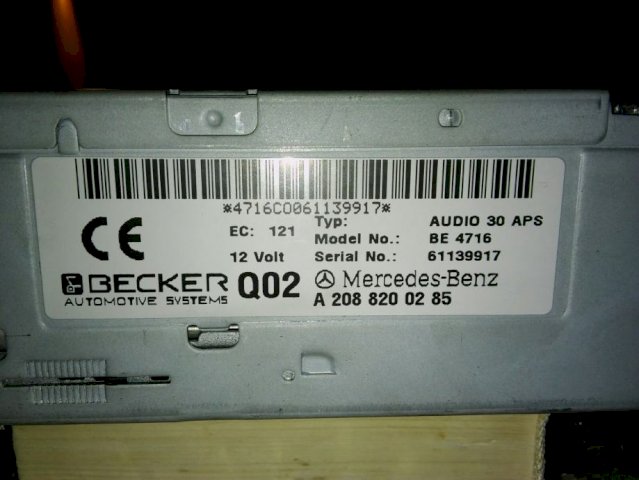 *4716C0061139917*
CE EC: 121 Typ: AUDIO 30 APS
Model No.: BE 4716
12 Volt Serial No.: 61139917
BECKER Q02 Mercedes-Benz
AUTOMOTIVE SYSTEMS A 208 820 02 85